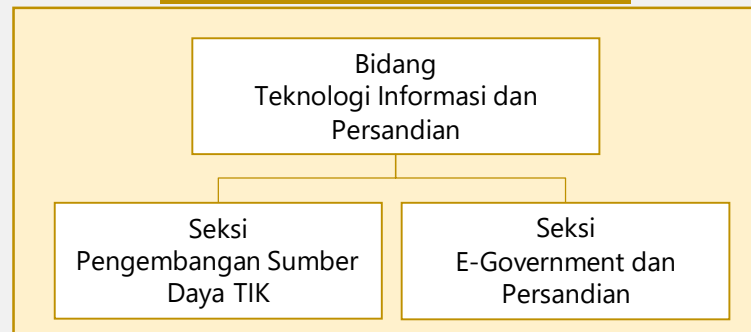 Bidang
Teknologi Informasi dan
Persandian
Seksi
Pengembangan Sumber
Daya TIK
Seksi
E-Government dan
Persandian